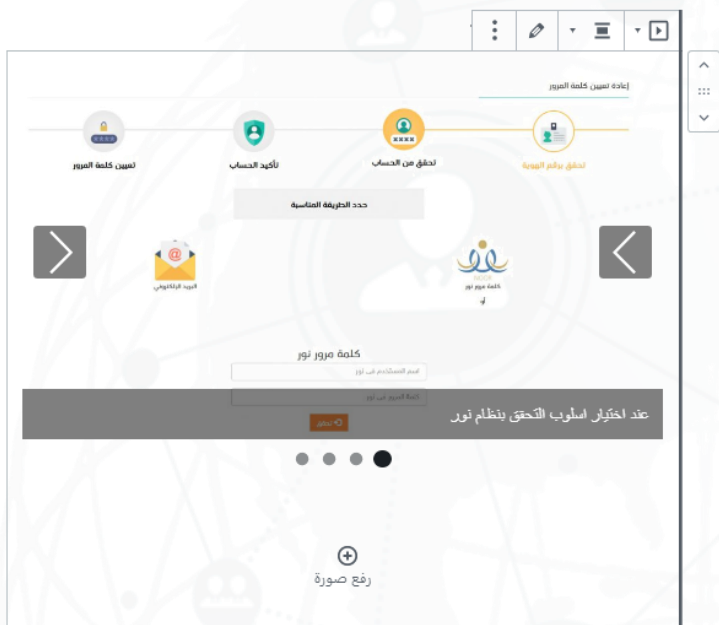 إعادة تعيين كلمة المرور
تحقق برقم الهوية
تحقق من الحساب
تأكيد الحساب
تعيين كلمة المرور
حدد الطريقة المناسبة
NOOR
كلمة مرور نور
أو
البريد الإلكتروني
كلمة مرور نور
اسم المستخدم في نور
كلمة المرور في نور
تحقق
عند اختيار اسلوب التحقق بنظام نور
رفع صورة